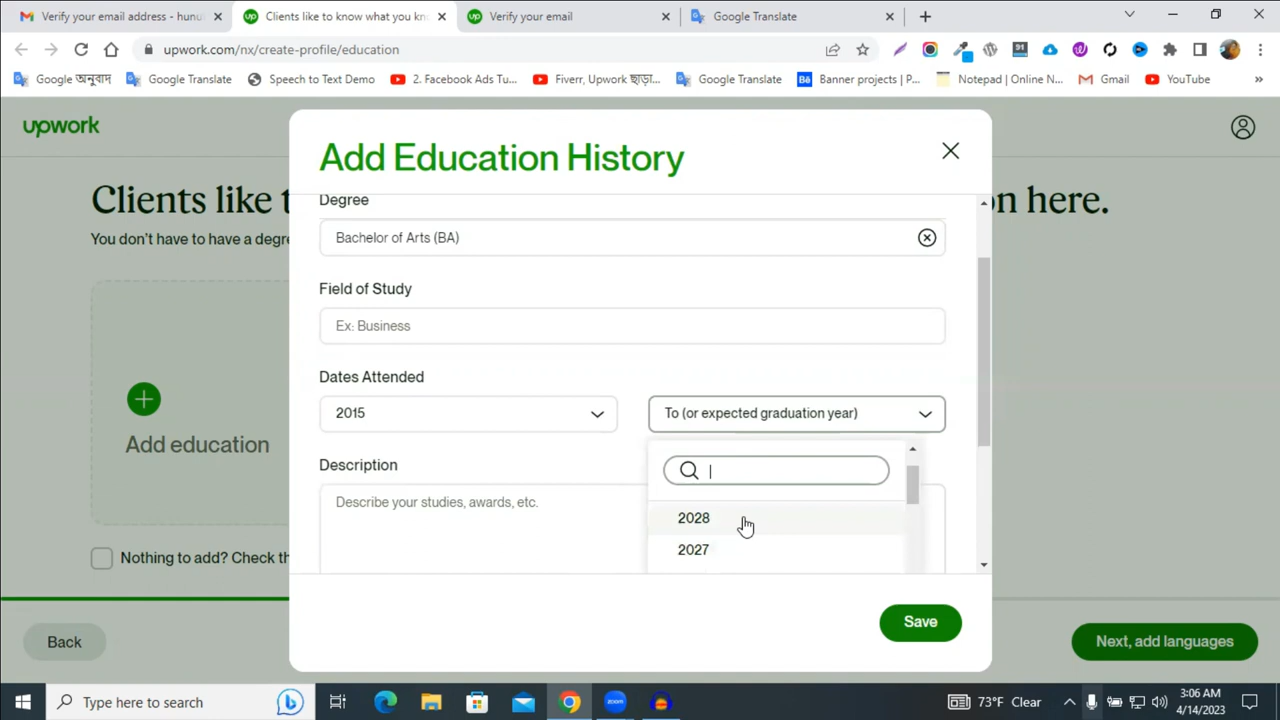 Verify your email address - hunu
Clients like to know what you kn
Verify your email
Google Translate
upwork.com/nx/create-profile/education
Google অনুবাদ
Google Translate
Speech to Text Demo
2. Facebook Ads Tu...
Fiverr, Upwork ছাড়া...
Google Translate
Banner projects | P...
Notepad | Online N...
Gmail
YouTube
upwork
Add Education History
Clients like t
on here.
You don't have to have a degre
Degree
Bachelor of Arts (BA)
Field of Study
Ex: Business
Dates Attended
2015
To (or expected graduation year)
Add education
Description
Describe your studies, awards, etc.
2028
2027
Nothing to add? Check th
Save
Back
Next, add languages
Type here to search
zoom
73°F Clear
3:06 AM
4/14/2023